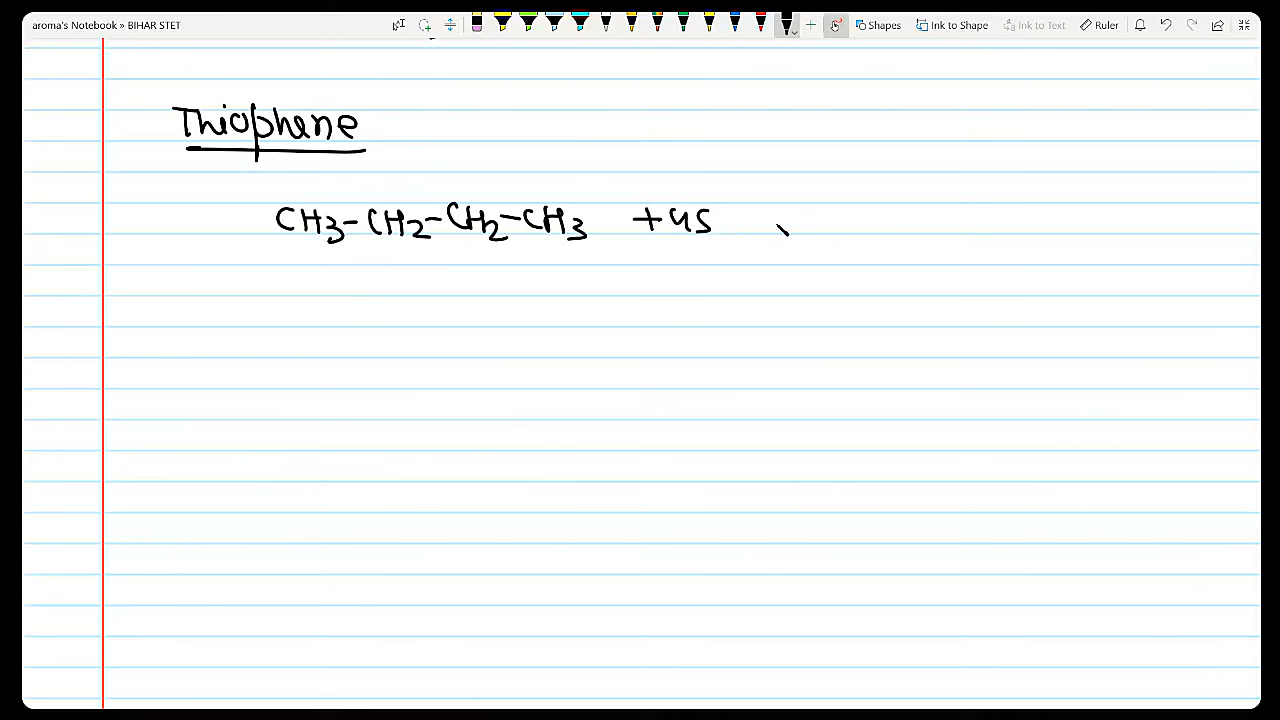 aroma's Notebook » BIHAR STET
Shapes
Ink to Shape
Ink to Text
Ruler
Thiophene
CH3-CH2-CH2-CH3 +4S